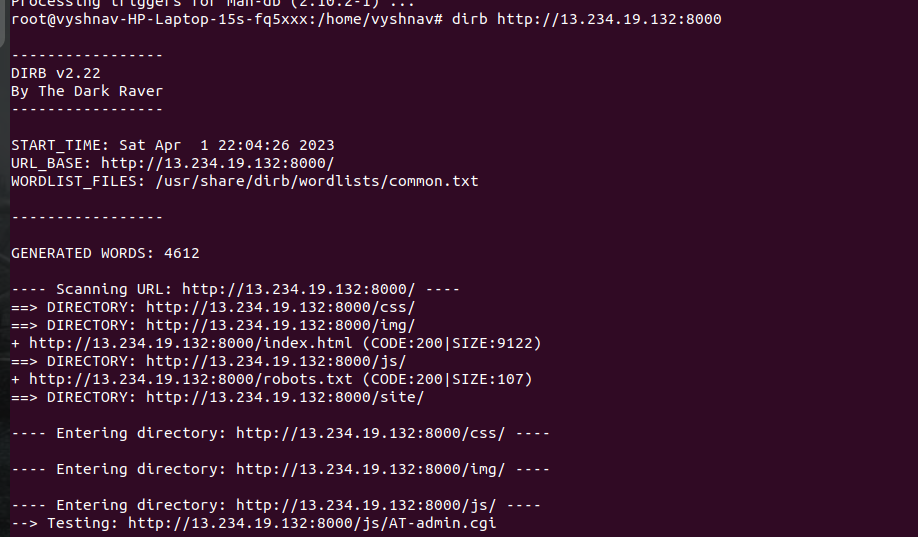 Processing triggers for man-db (2.10.2-1) ...
root@vyshnav-HP-Laptop-15s-fq5xxx:/home/vyshnav# dirb http://13.234.19.132:8000

-----------------
DIRB v2.22
By The Dark Raver
-----------------

START_TIME: Sat Apr  1 22:04:26 2023
URL_BASE: http://13.234.19.132:8000/
WORDLIST_FILES: /usr/share/dirb/wordlists/common.txt

-----------------

GENERATED WORDS: 4612

---- Scanning URL: http://13.234.19.132:8000/ ----
==> DIRECTORY: http://13.234.19.132:8000/css/
==> DIRECTORY: http://13.234.19.132:8000/img/
+ http://13.234.19.132:8000/index.html (CODE:200|SIZE:9122)
==> DIRECTORY: http://13.234.19.132:8000/js/
+ http://13.234.19.132:8000/robots.txt (CODE:200|SIZE:107)
==> DIRECTORY: http://13.234.19.132:8000/site/

---- Entering directory: http://13.234.19.132:8000/css/ ----

---- Entering directory: http://13.234.19.132:8000/img/ ----

---- Entering directory: http://13.234.19.132:8000/js/ ----
--> Testing: http://13.234.19.132:8000/js/AT-admin.cgi